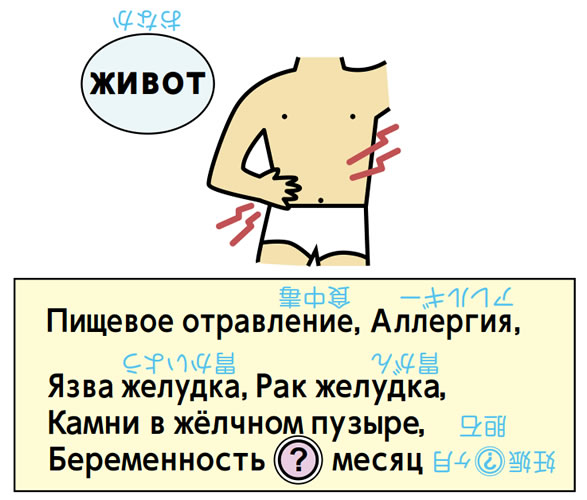 おなか
живот
食中毒 アレルギー
Пищевое отравление, Аллергия,
胃かいよう 胃がん
Язва желудка, Рак желудка,
Камни в жёлчном пузыре, 胆石
Беременность ? месяц 妊娠?ヶ月